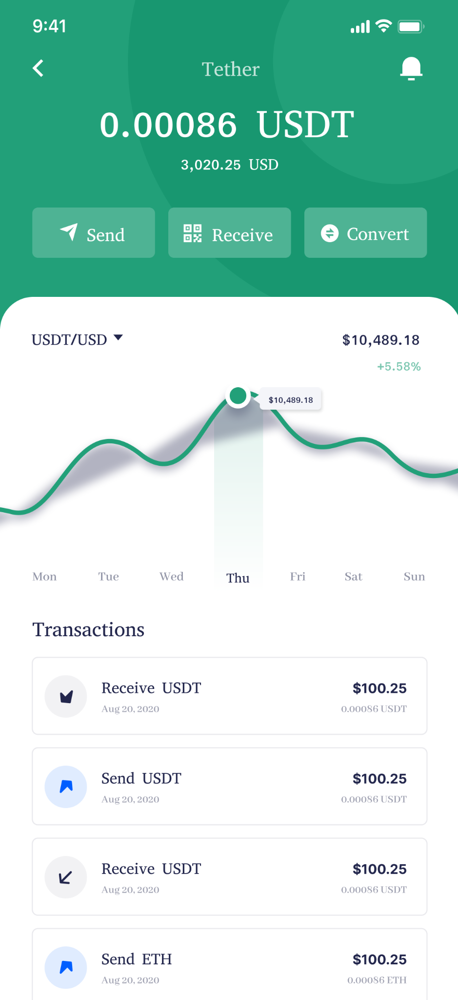 9:41
Tether
0.00086 USDT
3,020.25 USD
Send
Receive
Convert
USDT/USD
$10,489.18
+5.58%
$10,489.18
Mon Tue Wed Thu Fri Sat Sun
Transactions
Receive USDT
$100.25
Aug 20, 2020
0.00086 USDT
Send USDT
$100.25
Aug 20, 2020
0.00086 USDT
Receive USDT
$100.25
Aug 20, 2020
0.00086 USDT
Send ETH
$100.25
Aug 20, 2020
0.00086 ETH